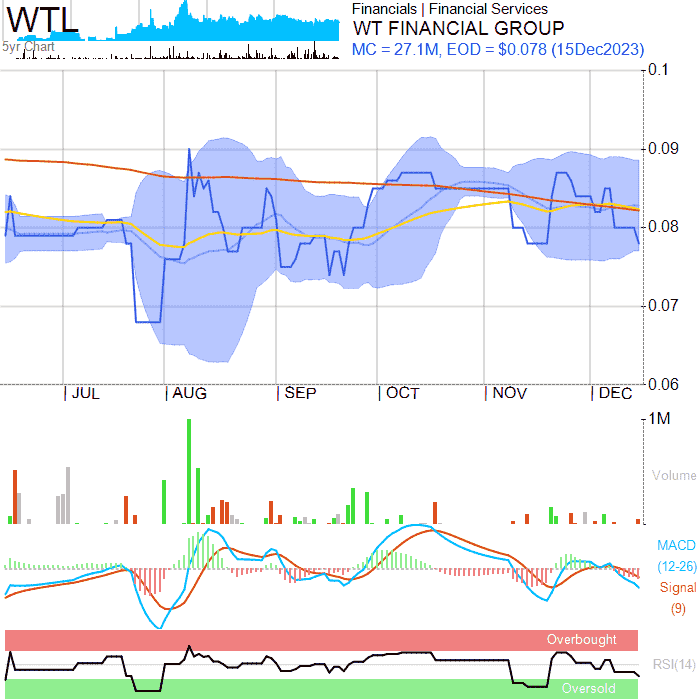 WTL
Financials | Financial Services
WT FINANCIAL GROUP
MC = 27.1M, EOD = $0.078 (15Dec2023)
5yr Chart
0.1
0.09
0.08
0.07
0.06
JUL AUG SEP OCT NOV DEC
1M
Volume
MACD
(12-26)
Signal
(9)
Overbought
RSI(14)
Oversold